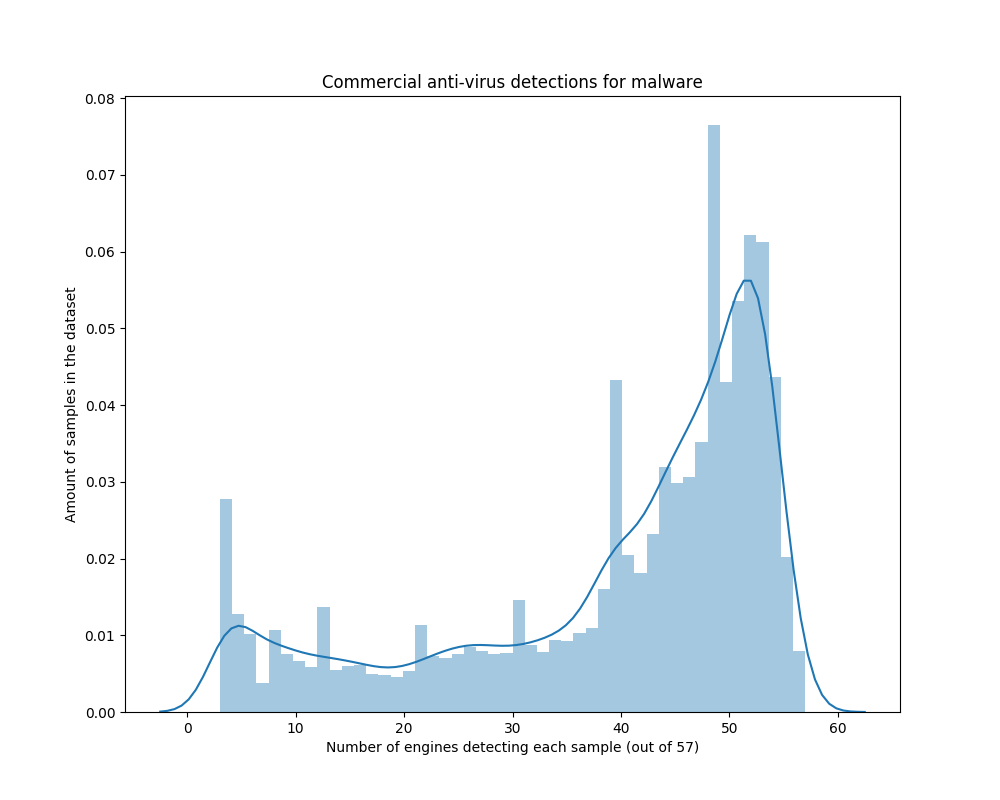 Commercial anti-virus detections for malware
0.08
0.07
0.06
0.05
0.04
0.03
0.02
0.01
0.00
Amount of samples in the dataset
0 10 20 30 40 50 60
Number of engines detecting each sample (out of 57)